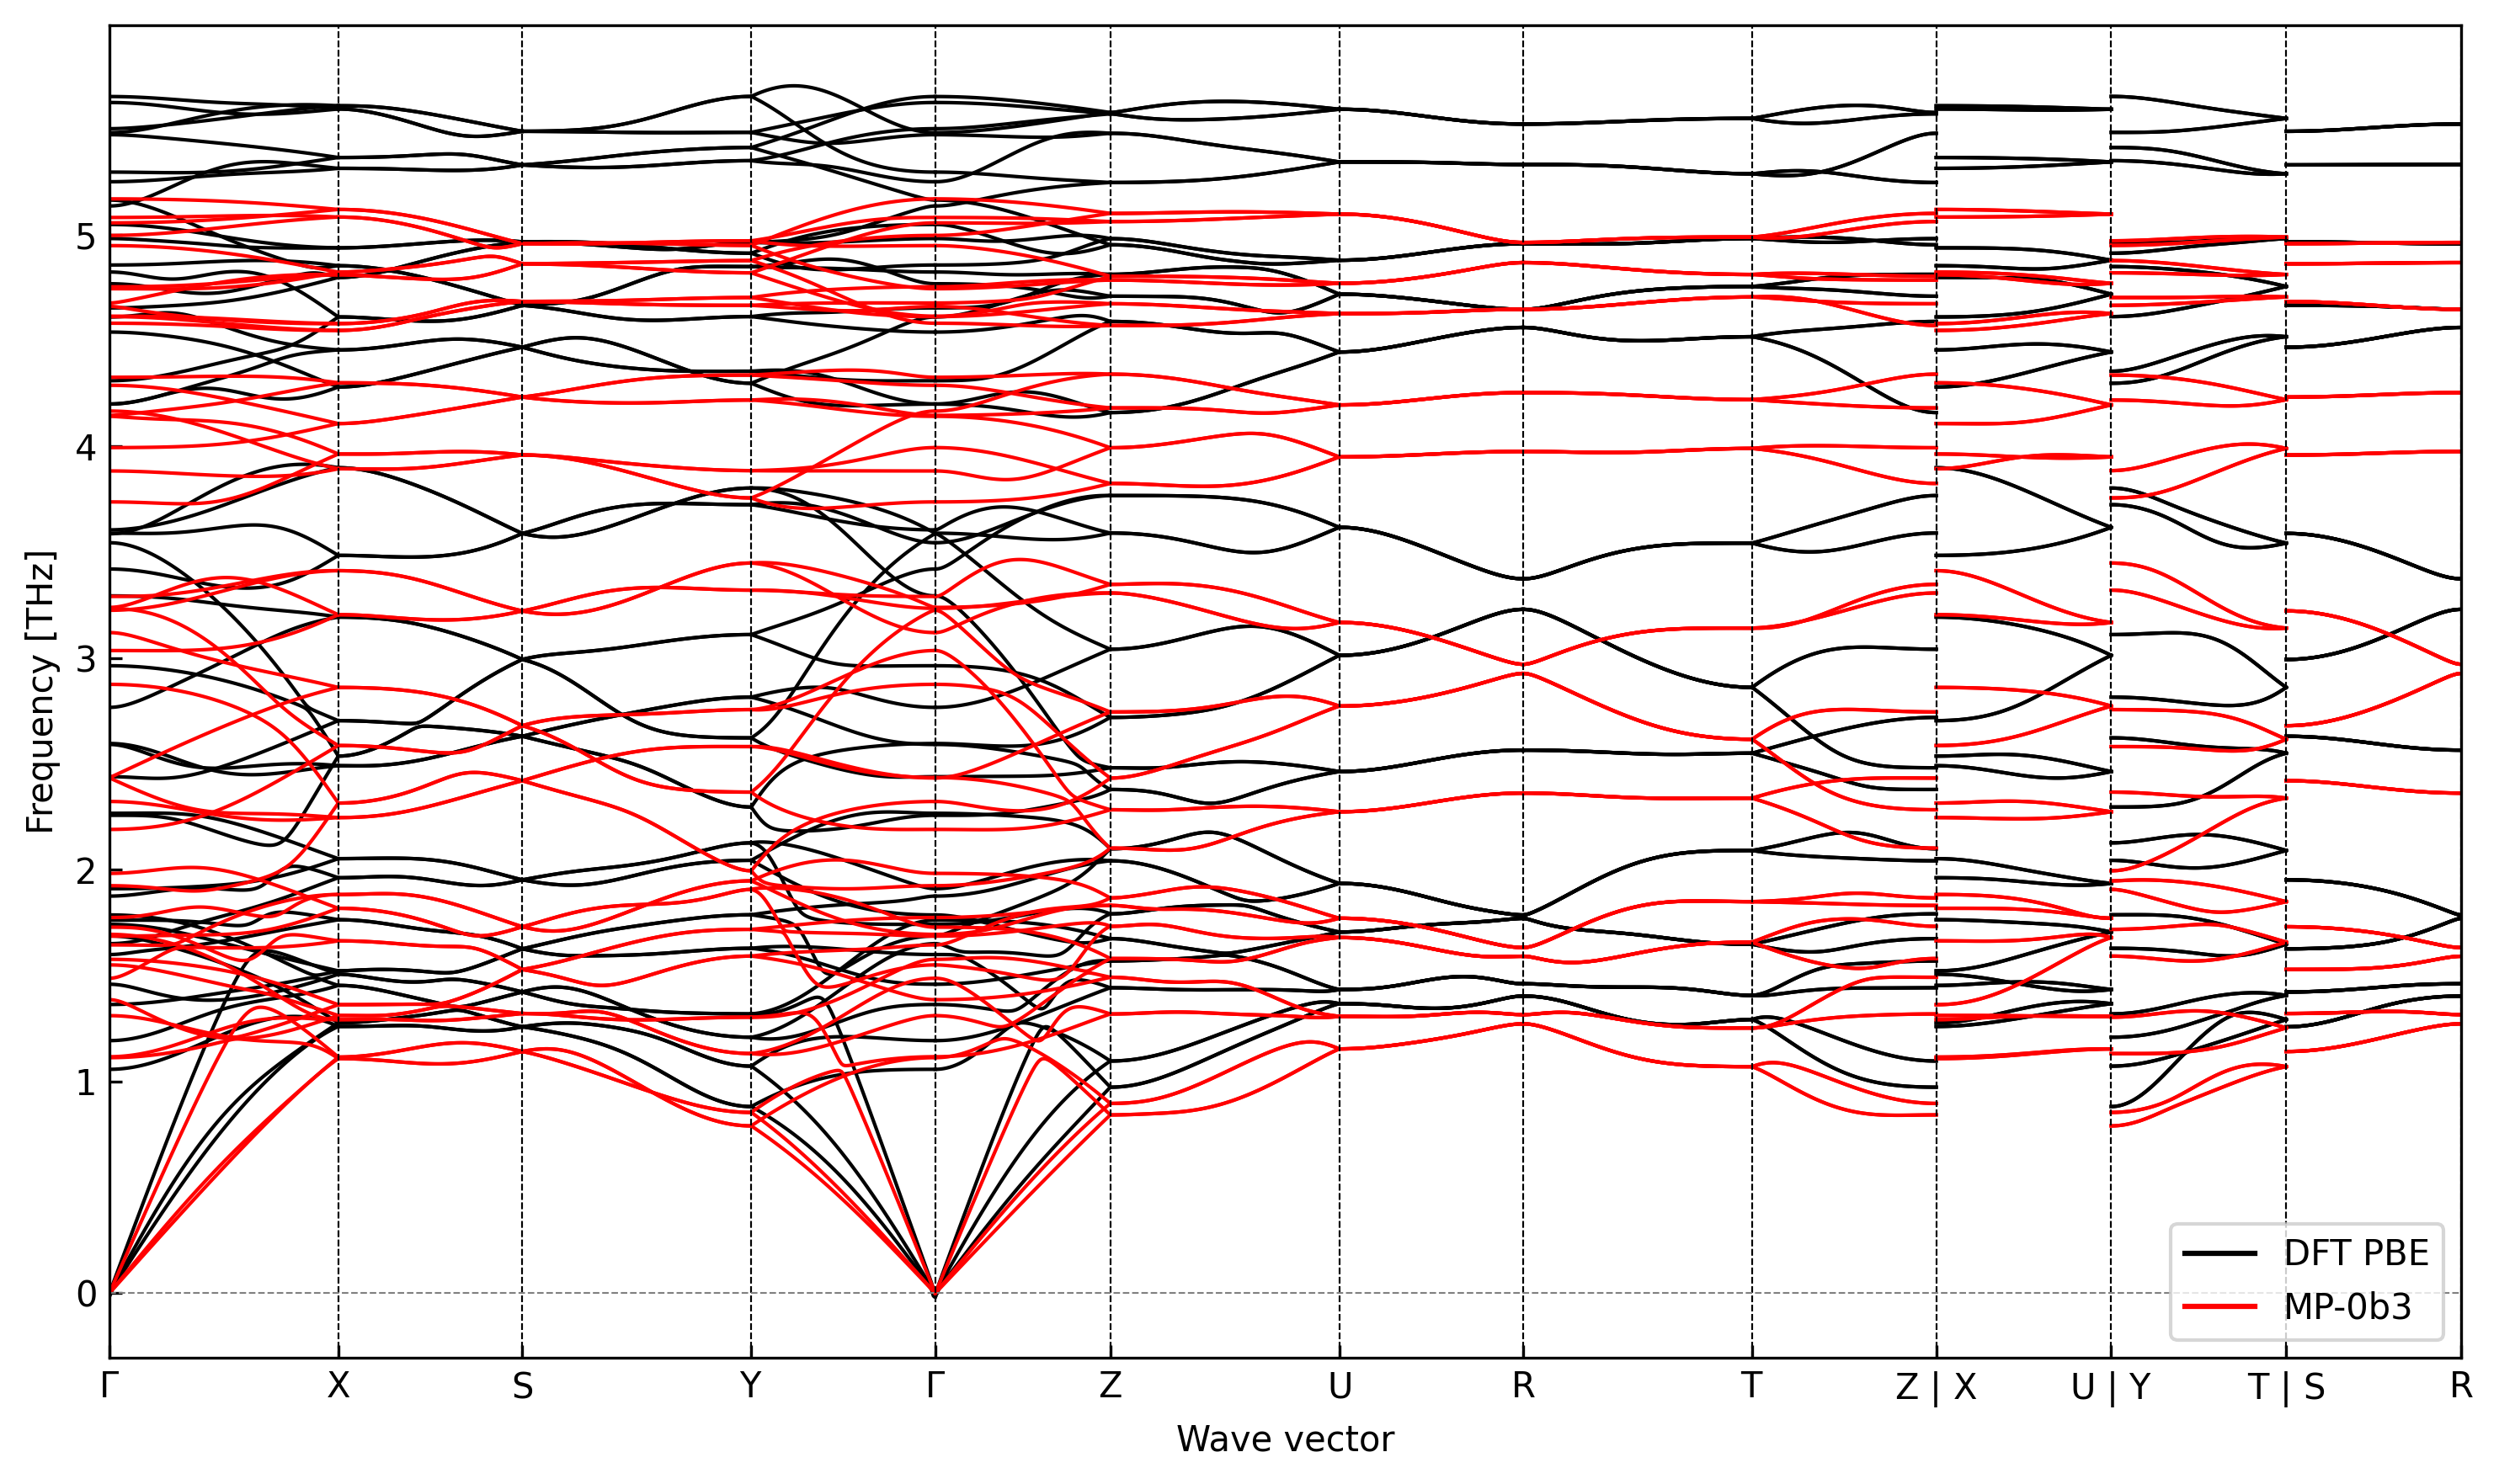 Frequency [THz]
5
4
3
2
1
0
DFT PBE
MP-0b3
Γ X S Y Γ Z U R T Z | X U | Y T | S R
Wave vector